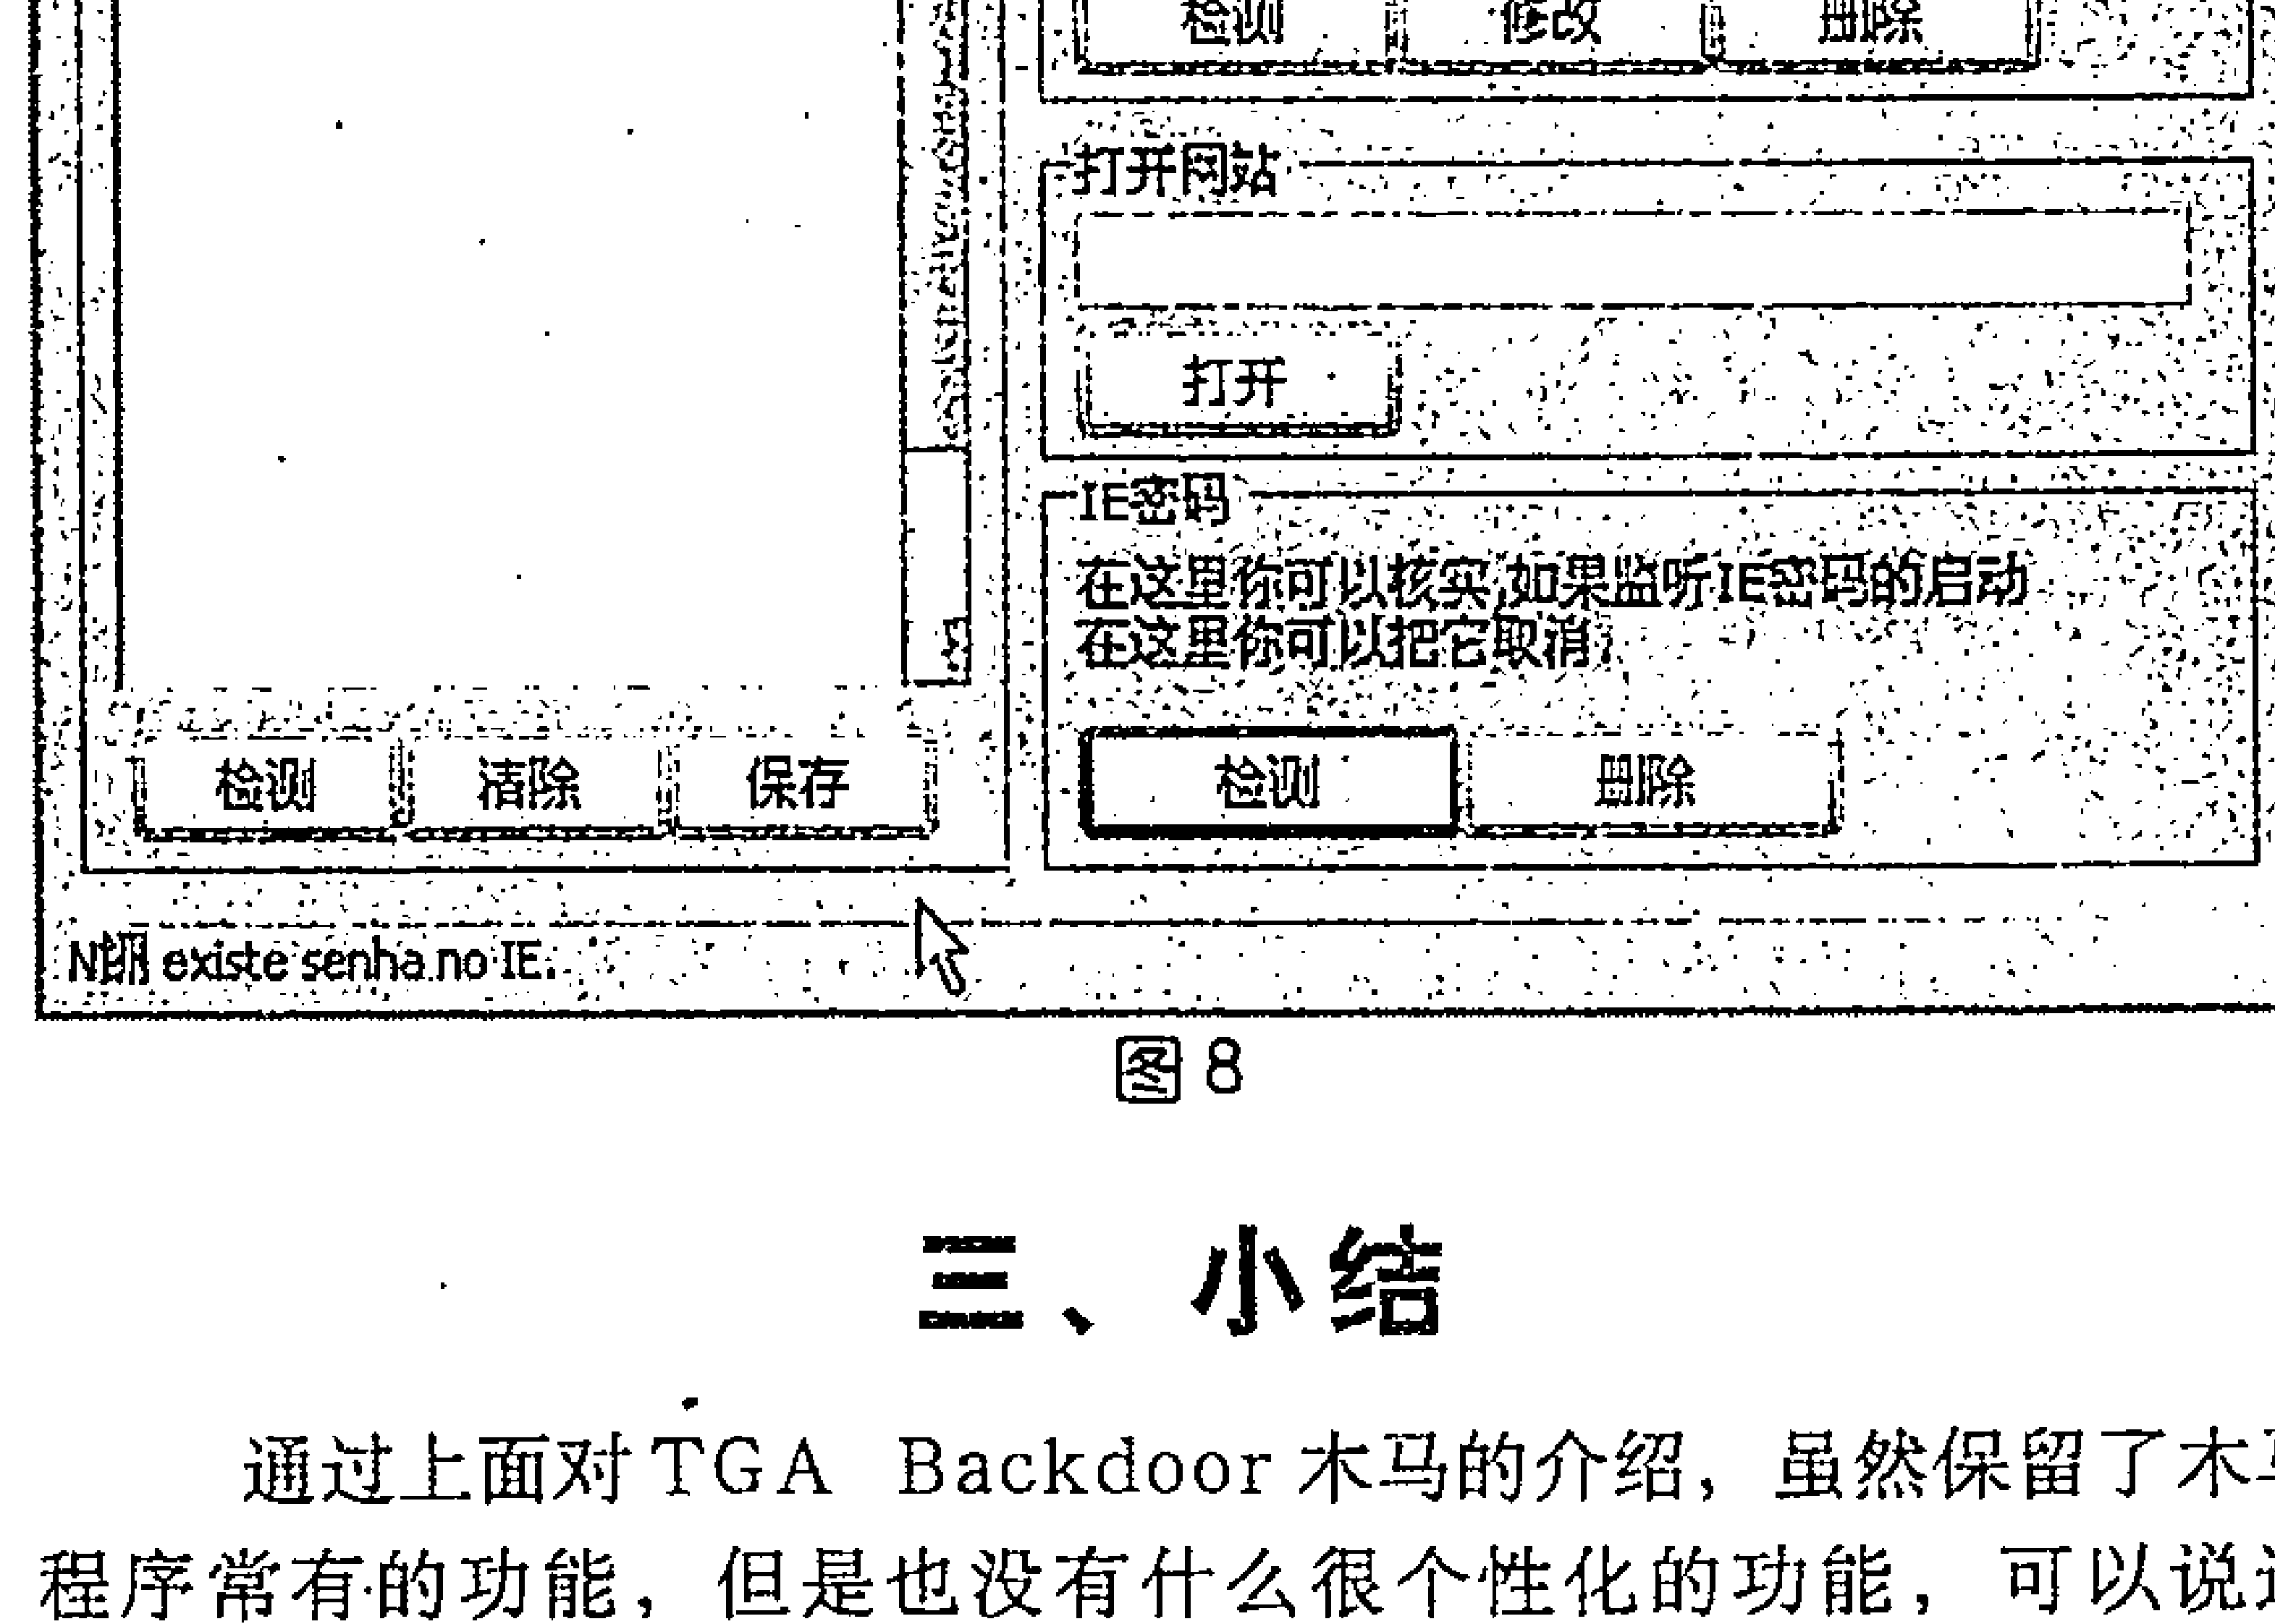 检测 修改 删除
打开网站
打开
IE密码
在这里你可以核实,如果监听IE密码的启动
在这里你可以把它取消.
检测 清除 保存
检测 删除
existe senha no IE.
图 8
三、小结
通过上面对TGA Backdoor木马的介绍，虽然保留了木马
程序常有的功能，但是也没有什么很个性化的功能，可以说